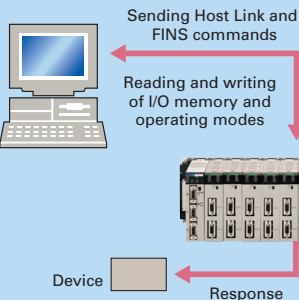 Sending Host Link and
FINS commands
Reading and writing
of I/O memory and
operating modes
Device
Response